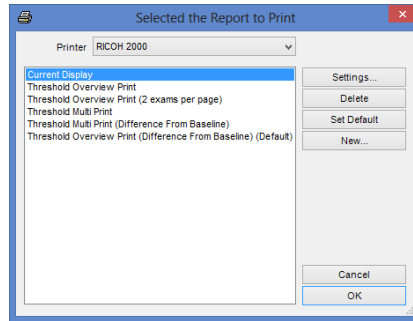 Selected the Report to Print
Printer RICOH 2000
Current Display
Threshold Overview Print
Threshold Overview Print (2 exams per page)
Threshold Multi Print
Threshold Multi Print (Difference From Baseline)
Threshold Overview Print (Difference From Baseline) (Default)
Settings...
Delete
Set Default
New...
Cancel
OK